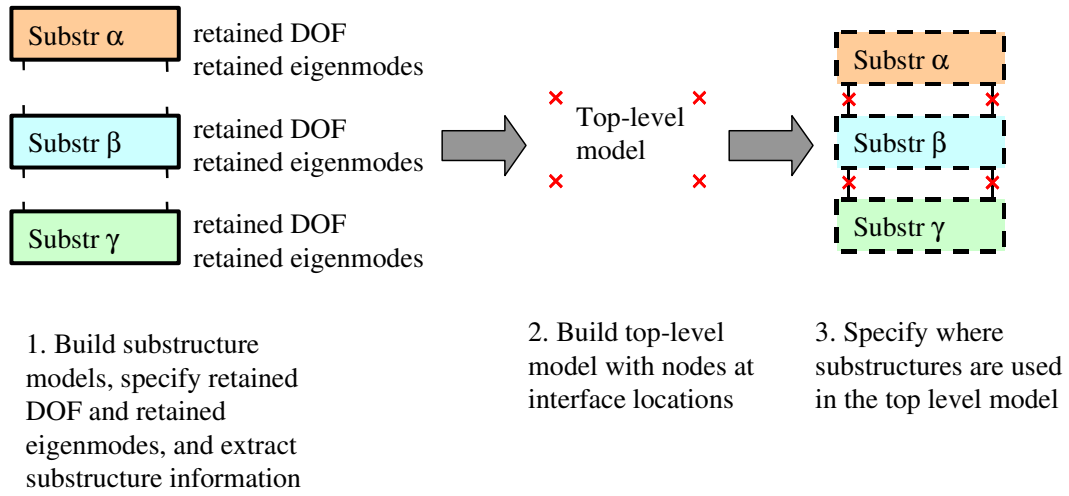 Substr α
retained DOF
retained eigenmodes
Substr β
retained DOF
retained eigenmodes
Substr γ
retained DOF
retained eigenmodes
Top-level
model
Substr α
Substr β
Substr γ
1. Build substructure
models, specify retained
DOF and retained
eigenmodes, and extract
substructure information
2. Build top-level
model with nodes at
interface locations
3. Specify where
substructures are used
in the top level model